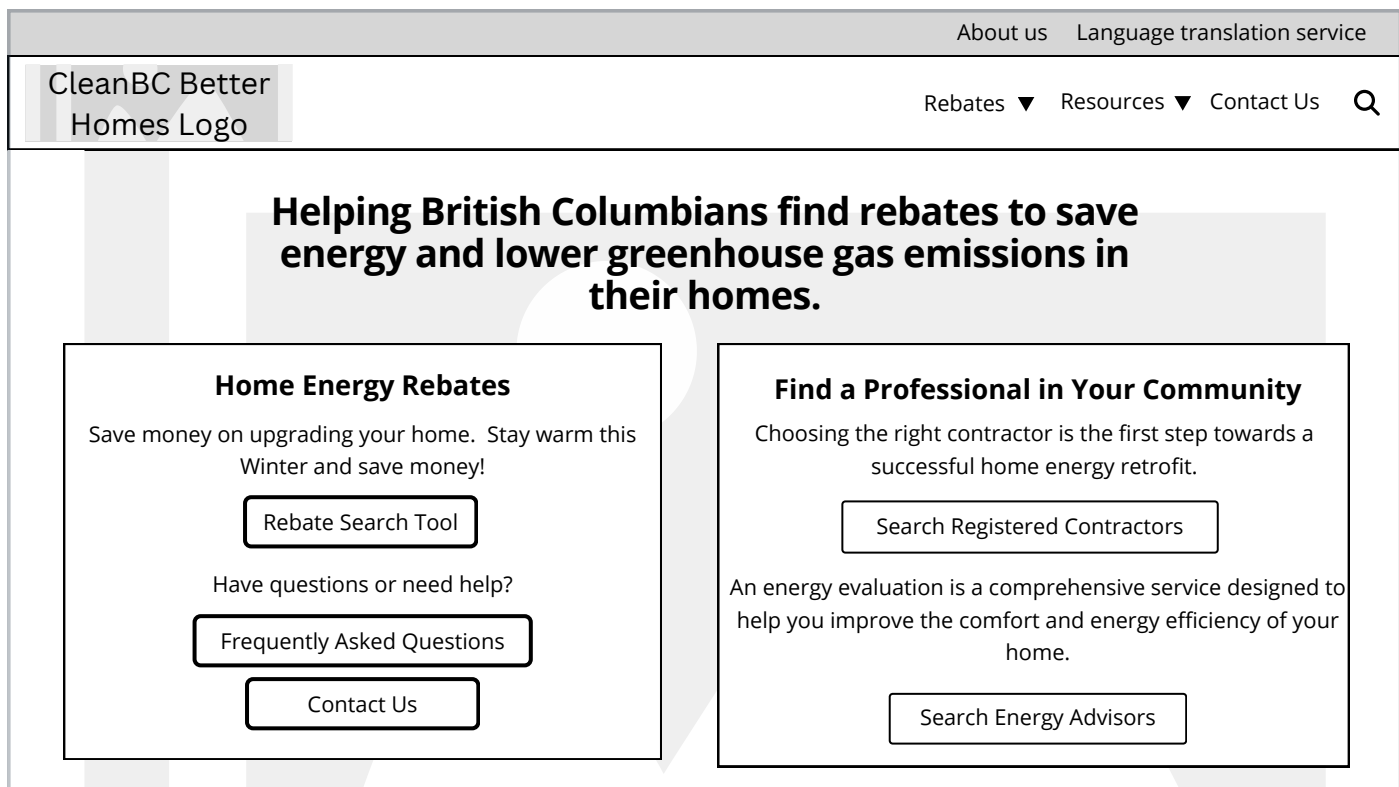 About us Language translation service
CleanBC Better
Homes Logo
Rebates ▼ Resources ▼ Contact Us
Helping British Columbians find rebates to save
energy and lower greenhouse gas emissions in
their homes.
Home Energy Rebates
Save money on upgrading your home.  Stay warm this
Winter and save money!
Rebate Search Tool
Have questions or need help?
Frequently Asked Questions
Contact Us
Find a Professional in Your Community
Choosing the right contractor is the first step towards a
successful home energy retrofit.
Search Registered Contractors
An energy evaluation is a comprehensive service designed to
help you improve the comfort and energy efficiency of your
home.
Search Energy Advisors